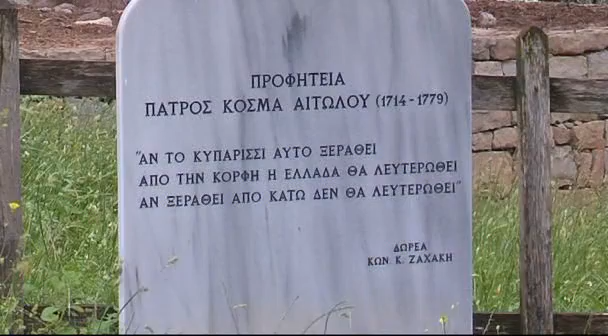 ΠΡΟΦΗΤΕΙΑ
ΠΑΤΡΟΣ ΚΟΣΜΑ ΑΙΤΩΛΟΥ (1714-1779)
"ΑΝ ΤΟ ΚΥΠΑΡΙΣΣΙ ΑΥΤΟ ΞΕΡΑΘΕΙ
ΑΠΟ ΤΗΝ ΚΟΡΦΗ Η ΕΛΛΑΔΑ ΘΑ ΛΕΥΤΕΡΩΘΕΙ
ΑΝ ΞΕΡΑΘΕΙ ΑΠΟ ΚΑΤΩ ΔΕΝ ΘΑ ΛΕΥΤΕΡΩΘΕΙ"
ΔΩΡΕΑ
ΚΩΝ. Κ. ΖΑΧΑΚΗ